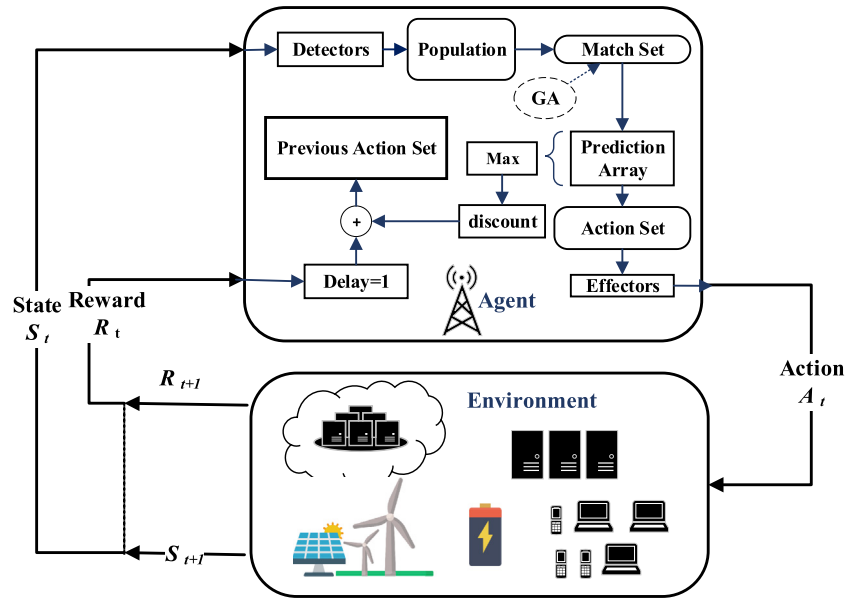 Detectors
Population
Match Set
GA
Previous Action Set
Max
Prediction
Array
discount
Action Set
+
Delay=1
Effectors
Agent
State
S t
Reward
R t
Action
A t
R t+1
Environment
S t+1